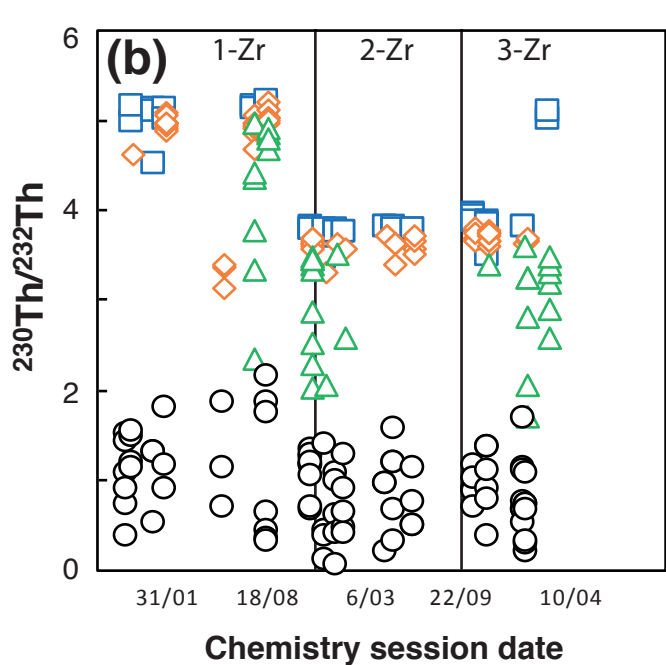 (b) 1-Zr 2-Zr 3-Zr
6
4
2
0
²³⁰Th/²³²Th
31/01 18/08 6/03 22/09 10/04
Chemistry session date